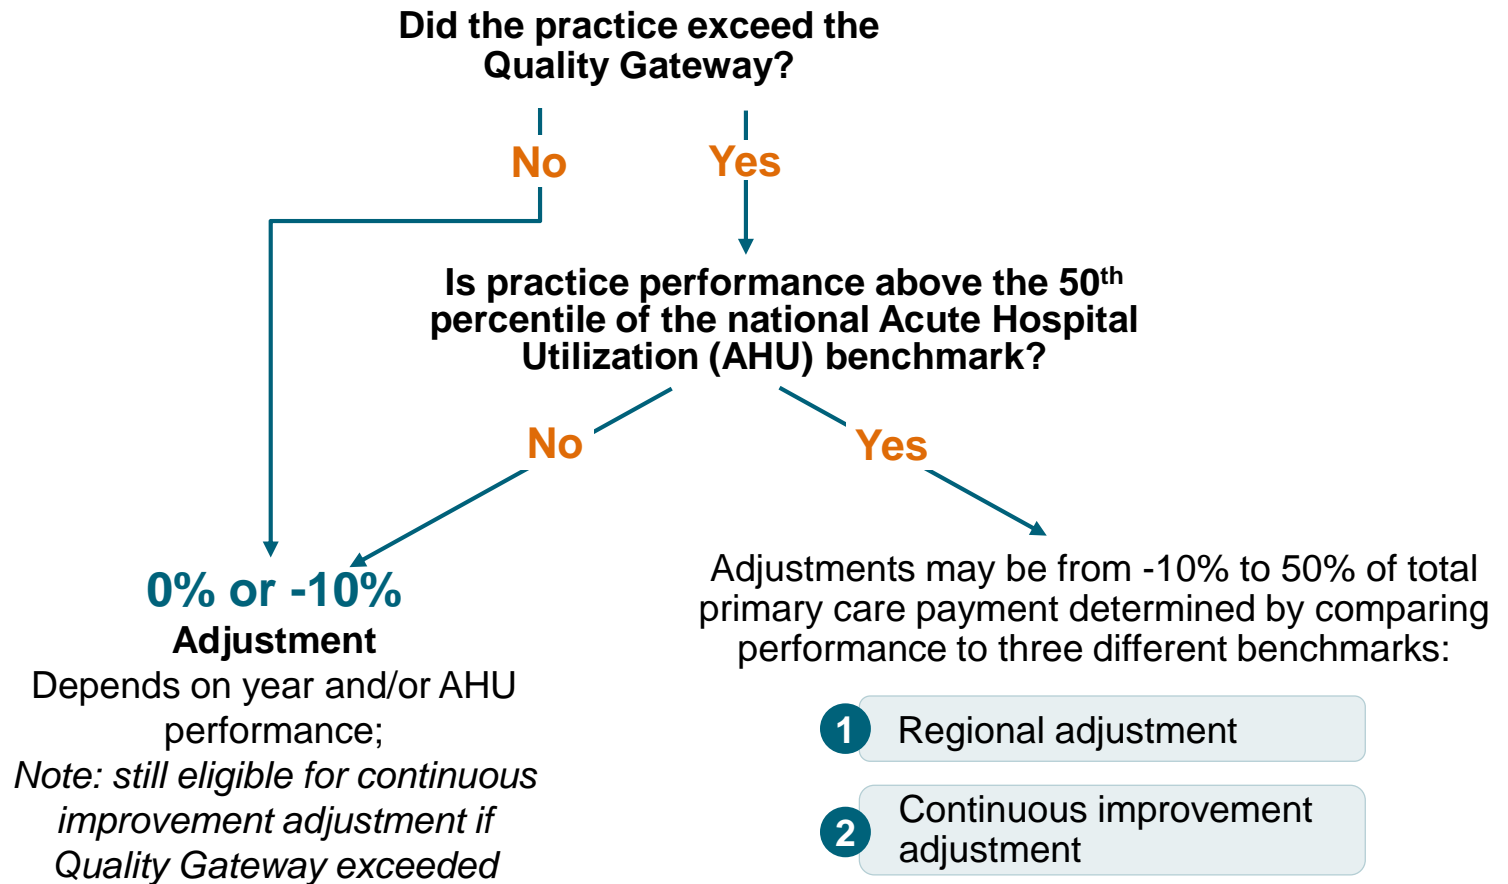 Did the practice exceed the
Quality Gateway?
No
Yes
Is practice performance above the 50th
percentile of the national Acute Hospital
Utilization (AHU) benchmark?
No
Yes
0% or -10%
Adjustment
Depends on year and/or AHU
performance;
Note: still eligible for continuous
improvement adjustment if
Quality Gateway exceeded
Adjustments may be from -10% to 50% of total
primary care payment determined by comparing
performance to three different benchmarks:
1 Regional adjustment
2 Continuous improvement
adjustment